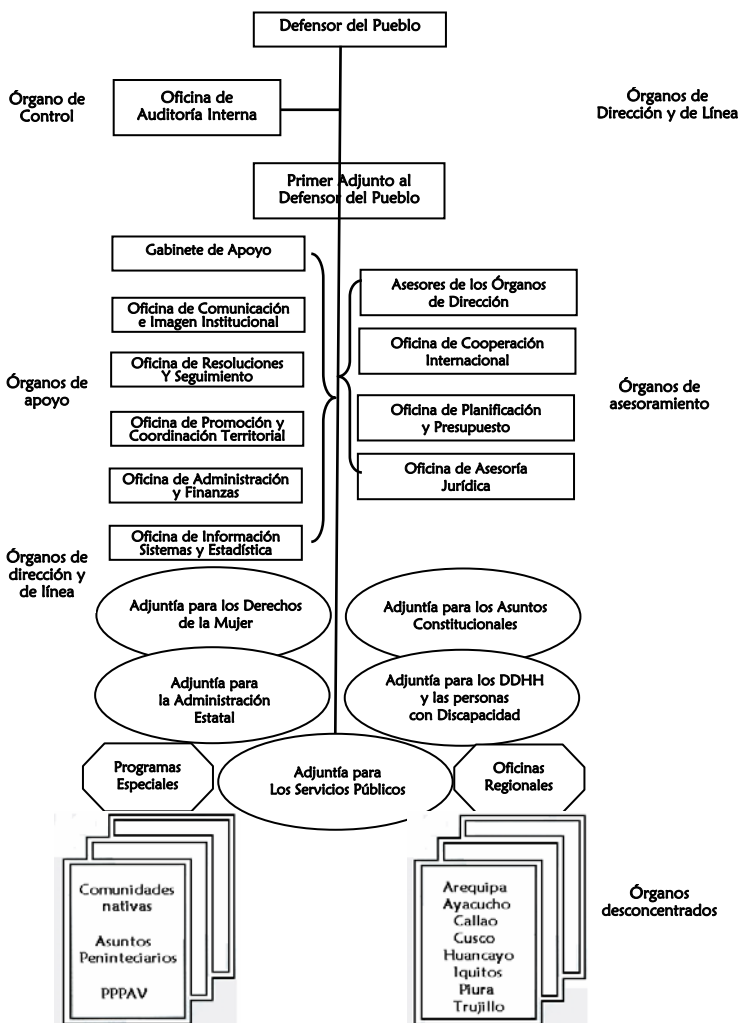 Defensor del Pueblo
Órgano de
Control
Oficina de
Auditoría Interna
Órganos de
Dirección y de Línea
Primer Adjunto al
Defensor del Pueblo
Gabinete de Apoyo
Oficina de Comunicación
e Imagen Institucional
Oficina de Resoluciones
Y Seguimiento
Oficina de Promoción y
Coordinación Territorial
Oficina de Administración
y Finanzas
Oficina de Información
Sistemas y Estadística
Órganos de
apoyo
Asesores de los Órganos
de Dirección
Oficina de Cooperación
Internacional
Oficina de Planificación
y Presupuesto
Oficina de Asesoría
Jurídica
Órganos de
asesoramiento
Órganos de
dirección y
de línea
Adjuntía para los Derechos
de la Mujer
Adjuntía para los Asuntos
Constitucionales
Adjuntía para
la Administración
Estatal
Adjuntía para los DDHH
y las personas
con Discapacidad
Programas
Especiales
Adjuntía para
Los Servicios Públicos
Oficinas
Regionales
Comunidades
nativas
Asuntos
Peninteciarios
PPPAV
Arequipa
Ayacucho
Callao
Cusco
Huancayo
Iquitos
Piura
Trujillo
Órganos
desconcentrados